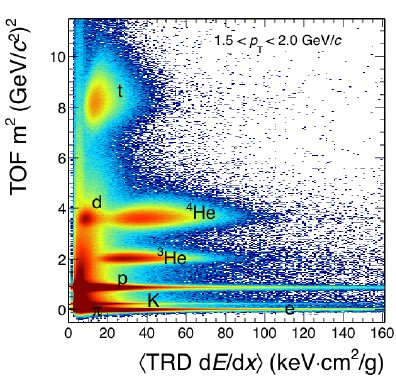 1.5 < p_T < 2.0 GeV/c
TOF m² (GeV/c²)²
10
8
6
4
2
0
t
d
⁴He
³He
p
K
π
e
0 20 40 60 80 100 120 140 160
⟨TRD dE/dx⟩ (keV·cm²/g)